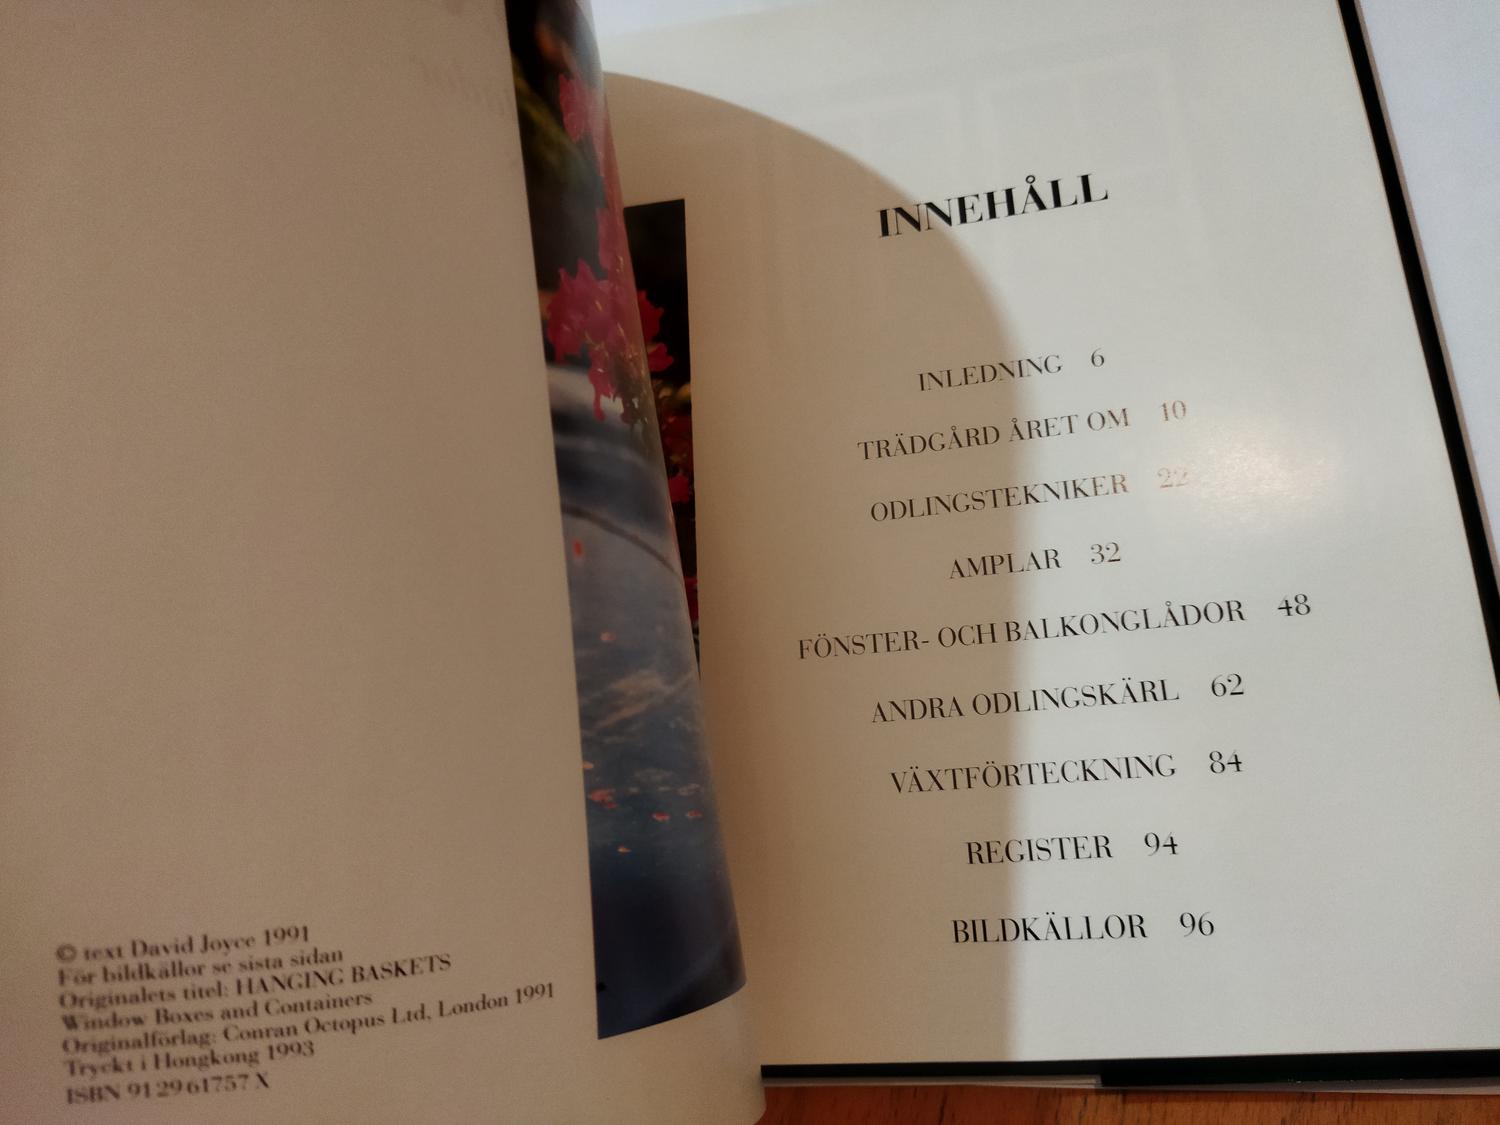 © text David Joyce 1991
För bildkällor se sista sidan
Originalets titel: HANGING BASKETS
Window Boxes and Containers
Originalförlag: Conran Octopus Ltd, London 1991
Tryckt i Hongkong 1993
ISBN 91 29 61757 X
INNEHÅLL
INLEDNING 6
TRÄDGÅRD ÅRET OM 10
ODLINGSTEKNIKER 22
AMPLAR 32
FÖNSTER- OCH BALKONGLÅDOR 48
ANDRA ODLINGSKÄRL 62
VÄXTFÖRTECKNING 84
REGISTER 94
BILDKÄLLOR 96